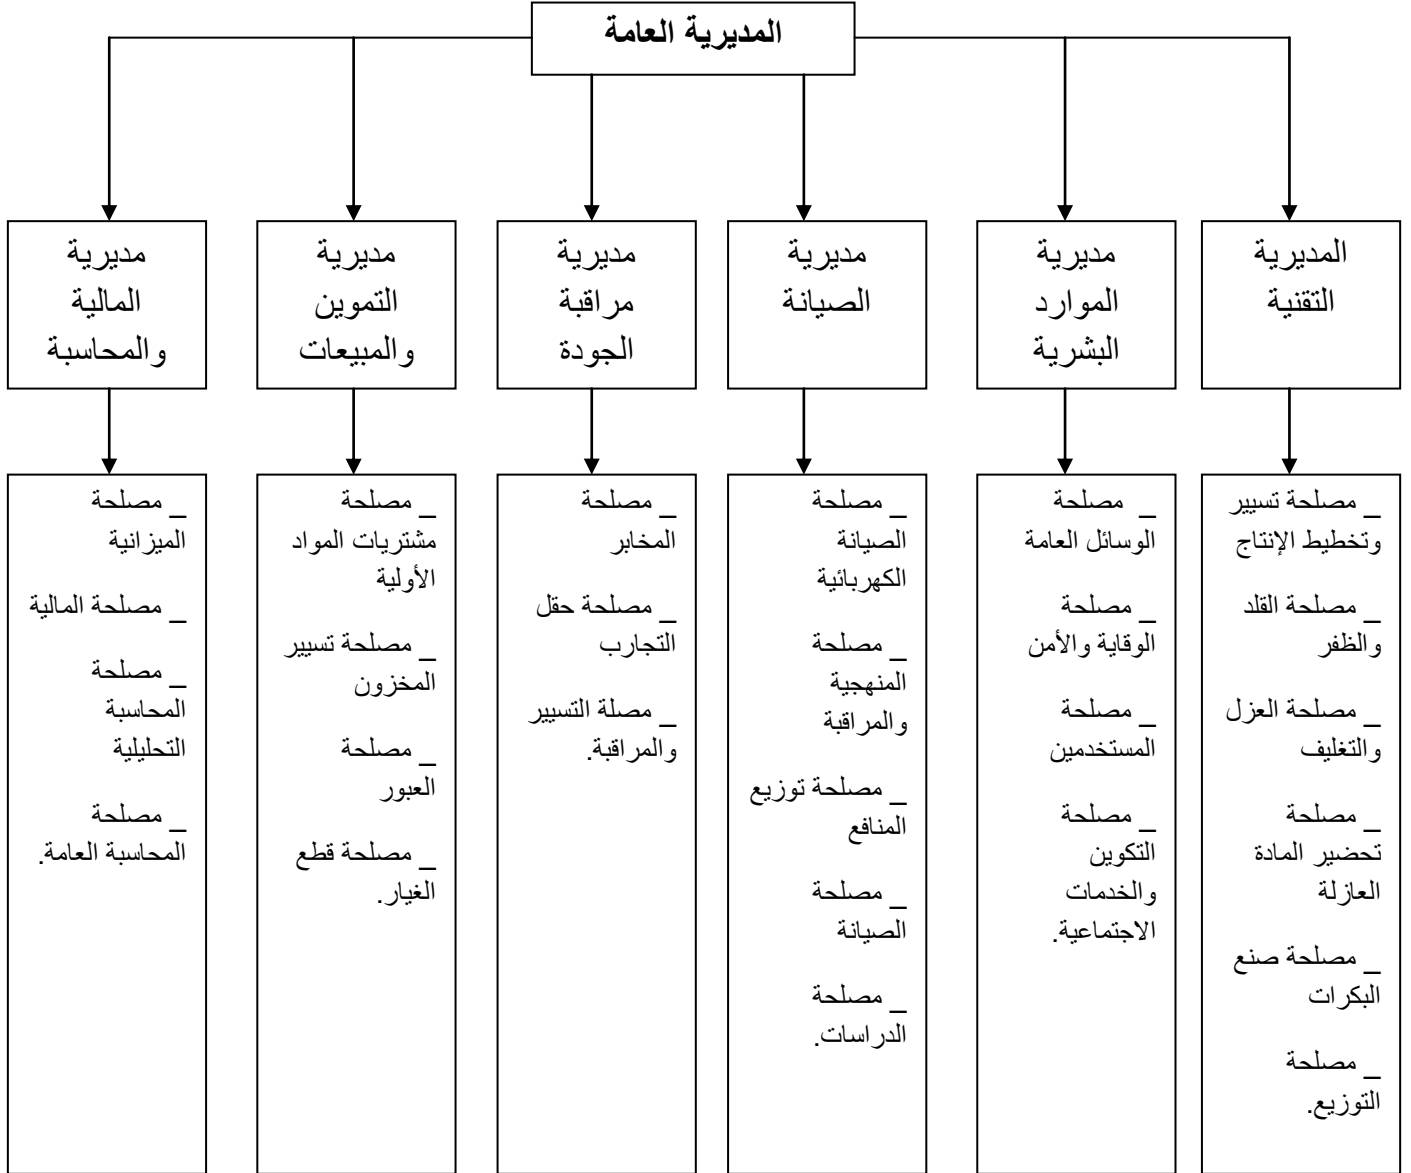 المديرية العامة
المديرية
التقنية
مديرية
الموارد
البشرية
مديرية
الصيانة
مديرية
مراقبة
الجودة
مديرية
التموين
والمبيعات
مديرية
المالية
والمحاسبة
_ مصلحة تسيير
وتخطيط الإنتاج
_ مصلحة القلد
والظفر
_ مصلحة العزل
والتغليف
_ مصلحة
تحضير المادة
العازلة
_ مصلحة صنع
البكرات
_ مصلحة
التوزيع.
_ مصلحة
الوسائل العامة
_ مصلحة
الوقاية والأمن
_ مصلحة
المستخدمين
_ مصلحة
التكوين
والخدمات
الاجتماعية.
_ مصلحة
الصيانة
الكهربائية
_ مصلحة
المنهجية
والمراقبة
_ مصلحة توزيع
المنافع
_ مصلحة
الصيانة
_ مصلحة
الدراسات.
_ مصلحة
المخابر
_ مصلحة حقل
التجارب
_ مصلة التسيير
والمراقبة.
_ مصلحة
مشتريات المواد
الأولية
_ مصلحة تسيير
المخزون
_ مصلحة
العبور
_ مصلحة قطع
الغيار.
_ مصلحة
الميزانية
_ مصلحة المالية
_ مصلحة
المحاسبة
التحليلية
_ مصلحة
المحاسبة العامة.